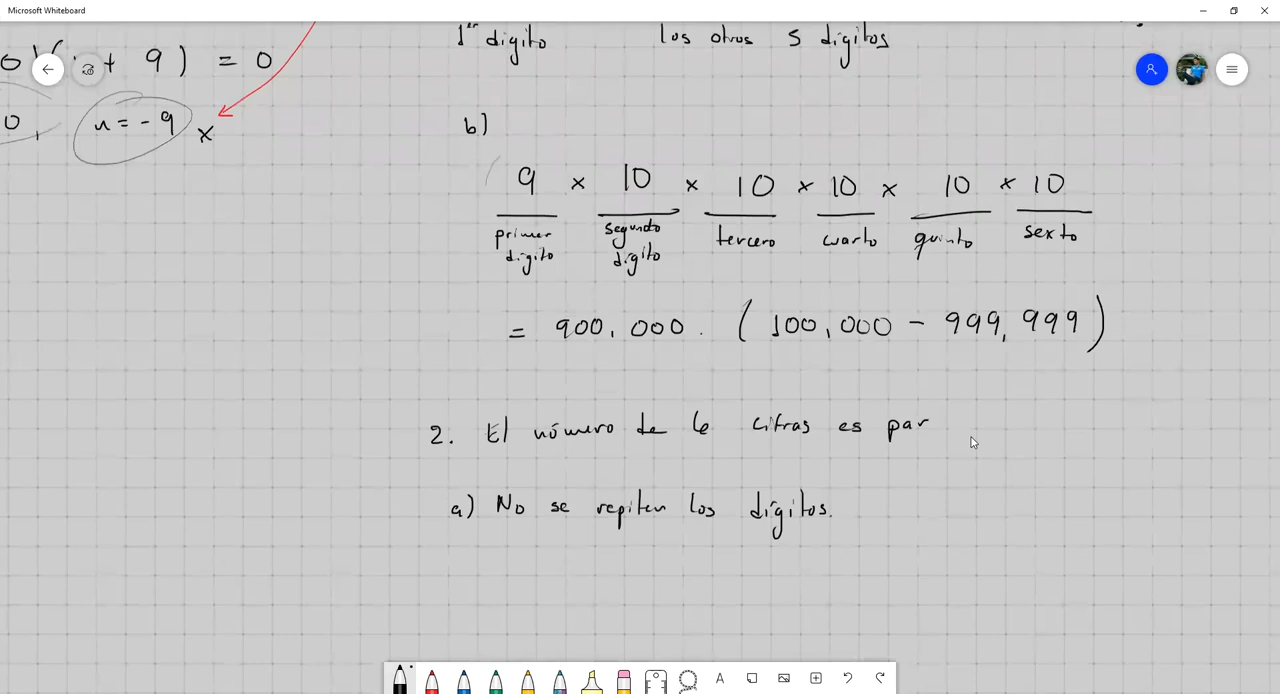 Microsoft Whiteboard
1er dígito los otros 5 dígitos
+ 9) = 0
0, n = -9 x
b)
9 x 10 x 10 x 10 x 10 x 10
primer dígito segundo dígito tercero cuarto quinto sexto
= 900,000. (100,000 - 999,999)
2. El número de 6 cifras es par
a) No se repiten los dígitos.
A